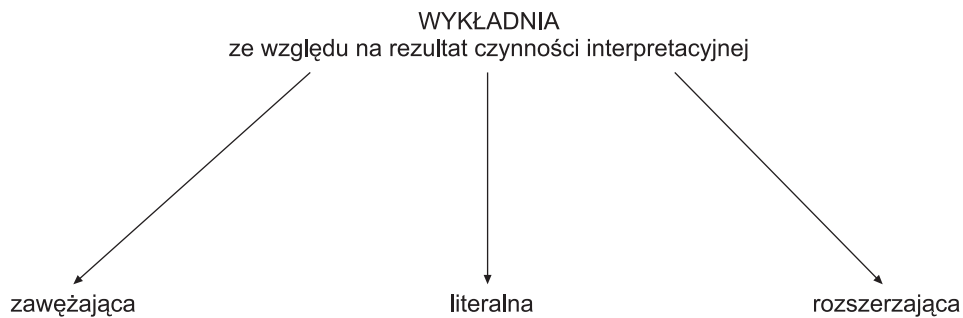 WYKŁADNIA
ze względu na rezultat czynności interpretacyjnej
zawężająca literalna rozszerzająca